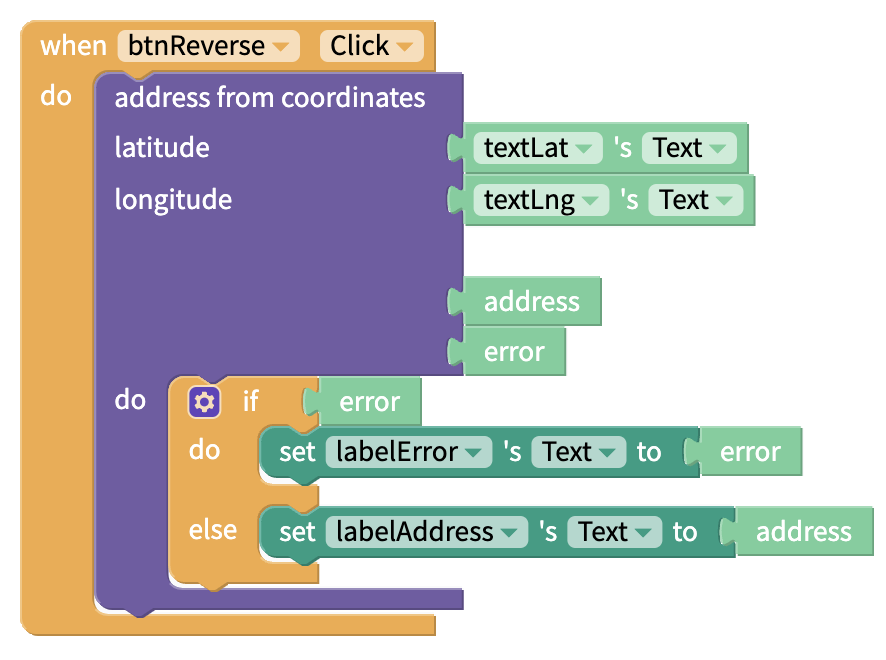 when btnReverse Click
do address from coordinates
latitude textLat 's Text
longitude textLng 's Text
address
error
do if error
do set labelError 's Text to error
else set labelAddress 's Text to address